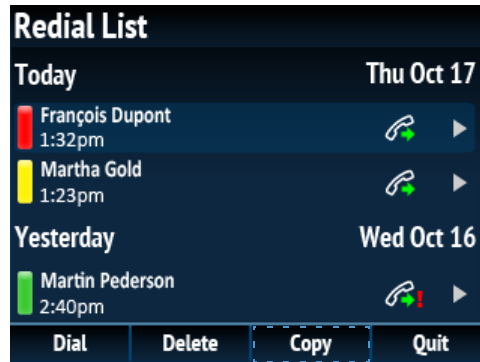 Redial List
Today Thu Oct 17
François Dupont
1:32pm
Martha Gold
1:23pm
Yesterday Wed Oct 16
Martin Pederson
2:40pm !
Dial Delete Copy Quit